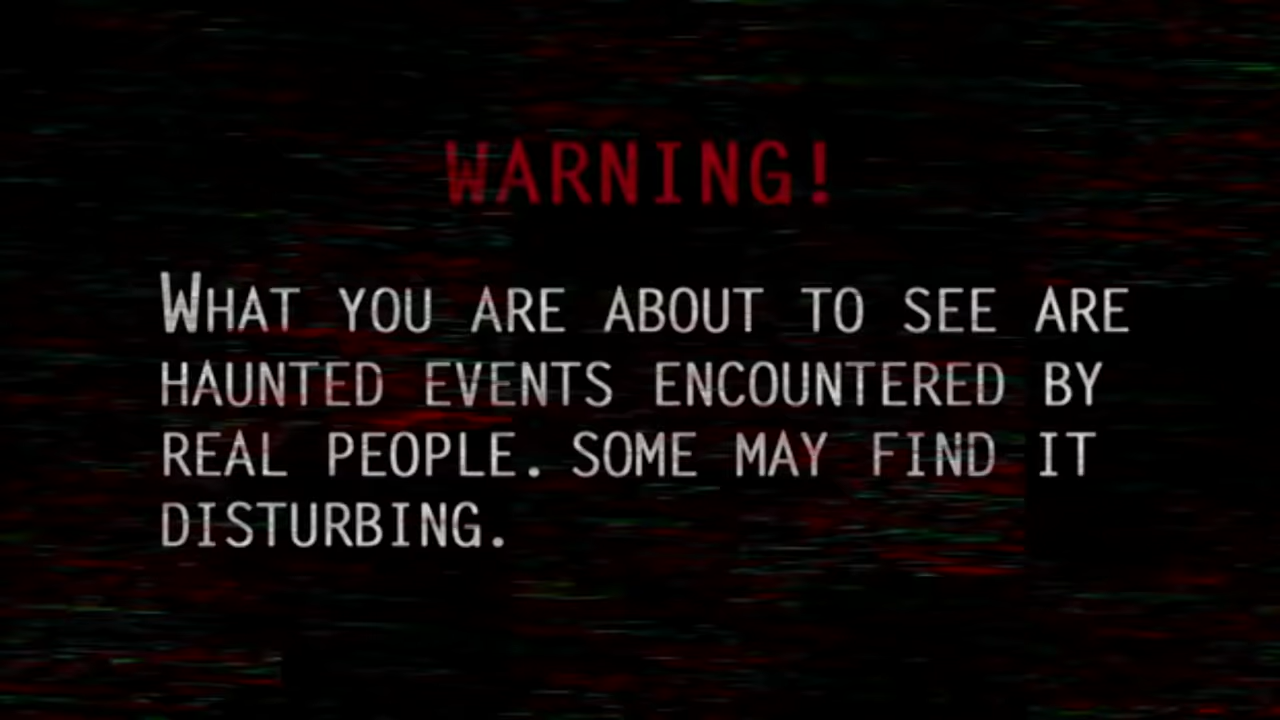 WARNING!
WHAT YOU ARE ABOUT TO SEE ARE
HAUNTED EVENTS ENCOUNTERED BY
REAL PEOPLE. SOME MAY FIND IT
DISTURBING.